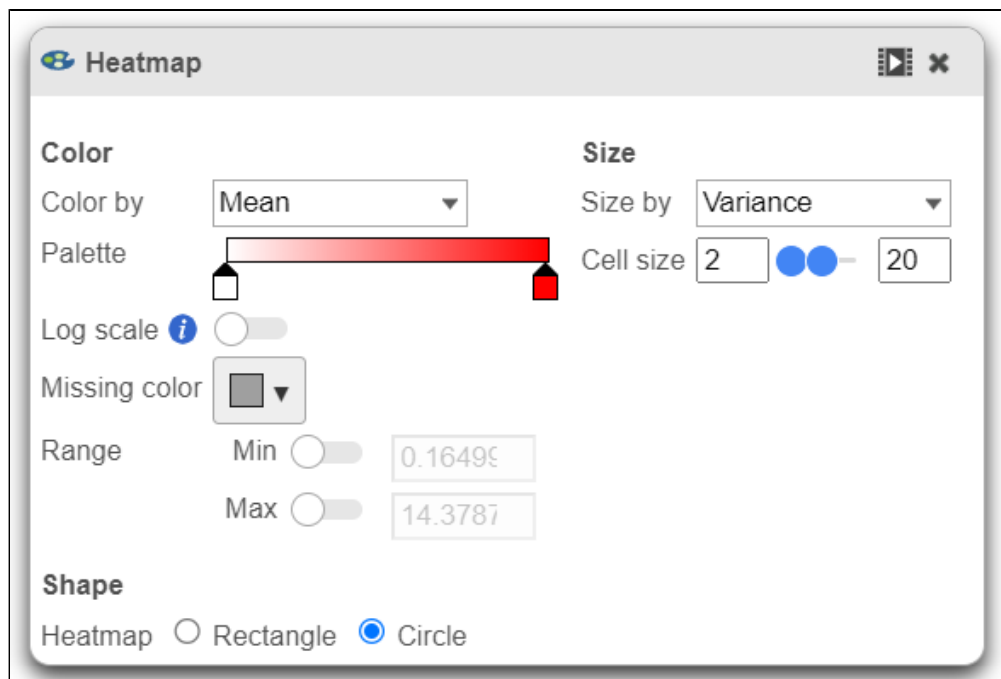 Heatmap
Color
Color by Mean
Palette
Log scale i
Missing color
Range Min 0.16499
Max 14.3787
Size
Size by Variance
Cell size 2 20
Shape
Heatmap Rectangle Circle